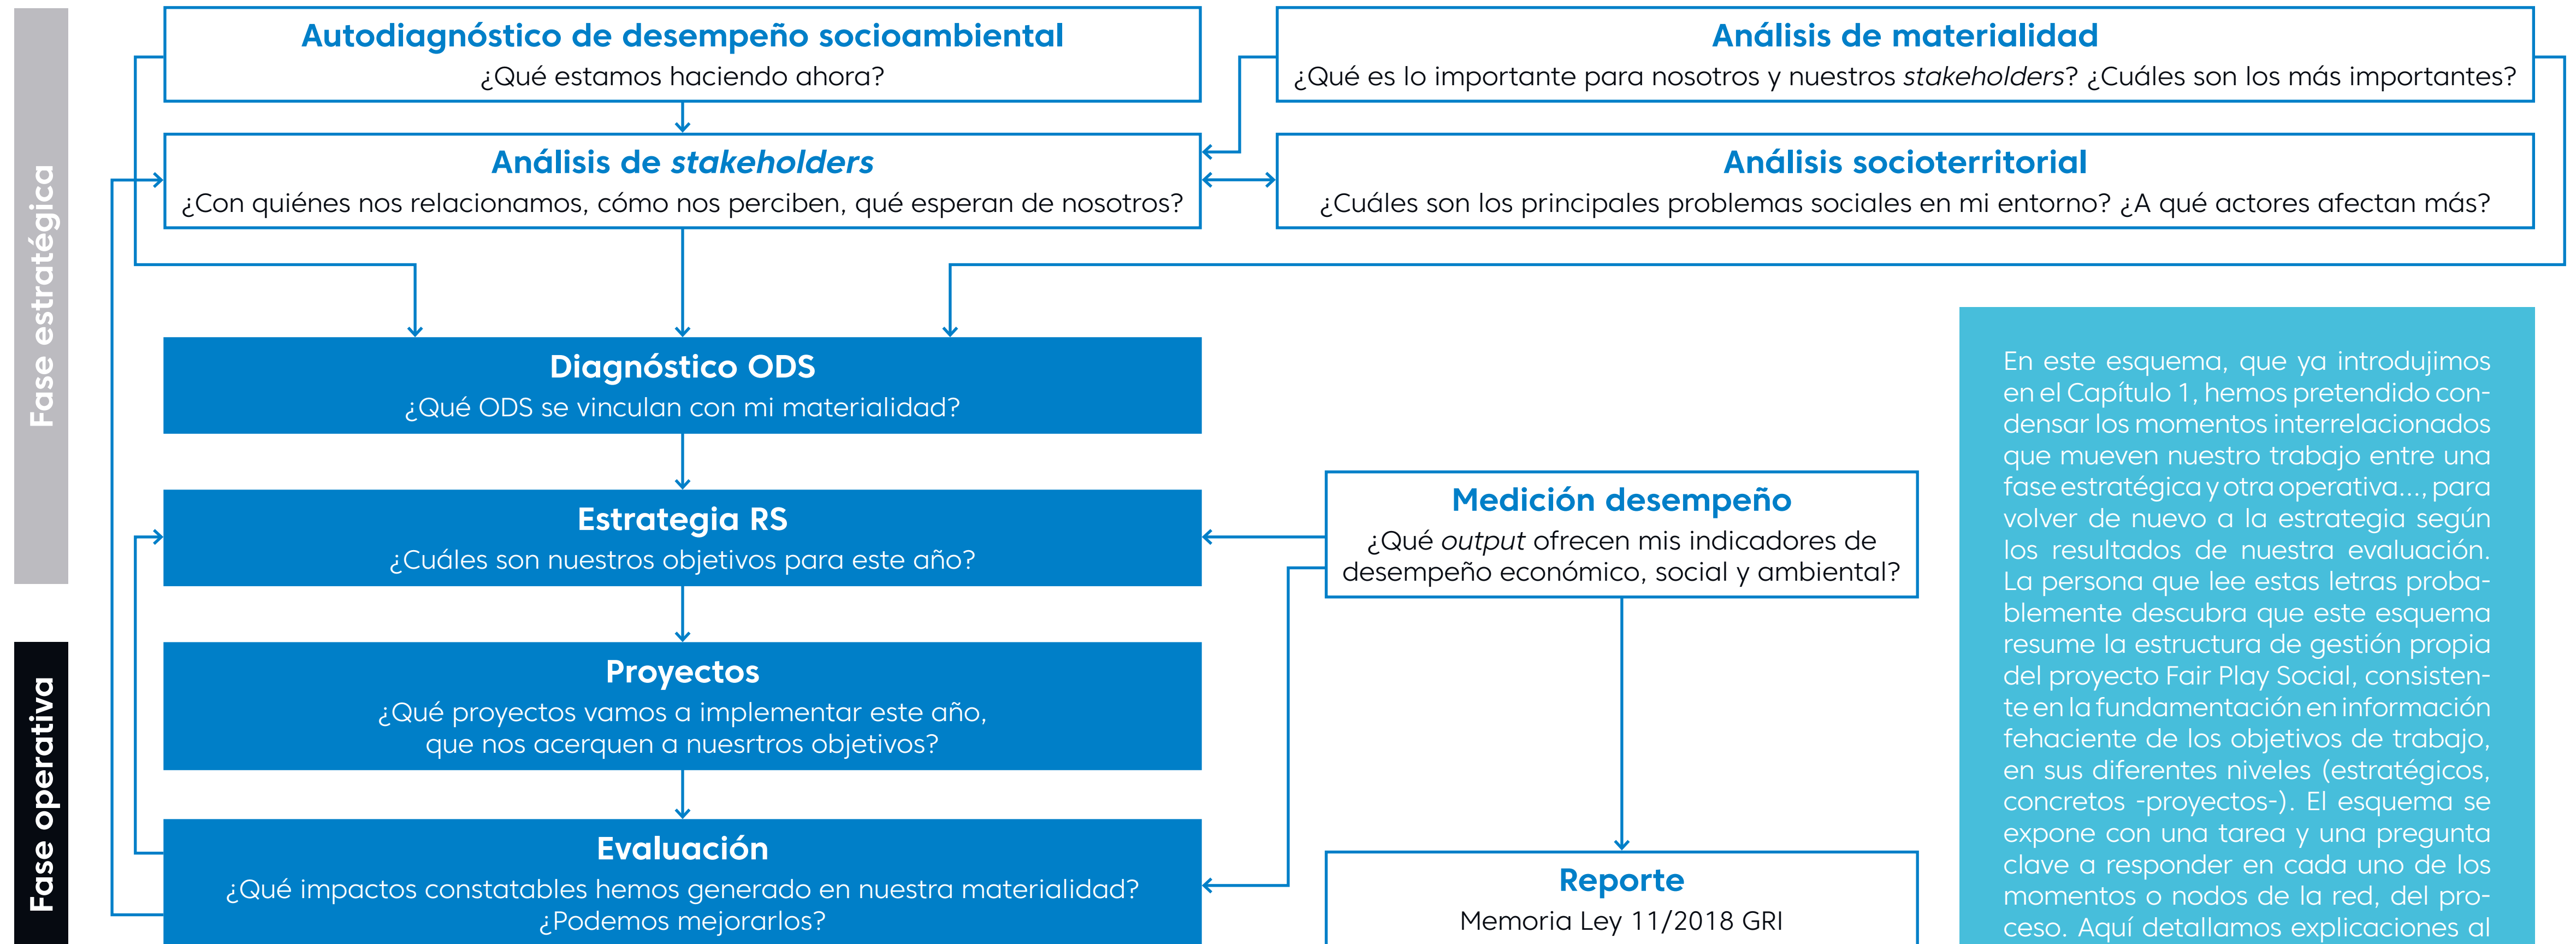 Fase estratégica
Autodiagnóstico de desempeño socioambiental
¿Qué estamos haciendo ahora?
Análisis de materialidad
¿Qué es lo importante para nosotros y nuestros stakeholders? ¿Cuáles son los más importantes?
Análisis de stakeholders
¿Con quiénes nos relacionamos, cómo nos perciben, qué esperan de nosotros?
Análisis socioterritorial
¿Cuáles son los principales problemas sociales en mi entorno? ¿A qué actores afectan más?
Diagnóstico ODS
¿Qué ODS se vinculan con mi materialidad?
Estrategia RS
¿Cuáles son nuestros objetivos para este año?
Medición desempeño
¿Qué output ofrecen mis indicadores de
desempeño económico, social y ambiental?
Fase operativa
Proyectos
¿Qué proyectos vamos a implementar este año,
que nos acerquen a nuesrtros objetivos?
Evaluación
¿Qué impactos constatables hemos generado en nuestra materialidad?
¿Podemos mejorarlos?
Reporte
Memoria Ley 11/2018 GRI
En este esquema, que ya introdujimos
en el Capítulo 1, hemos pretendido con-
densar los momentos interrelacionados
que mueven nuestro trabajo entre una
fase estratégica y otra operativa..., para
volver de nuevo a la estrategia según
los resultados de nuestra evaluación.
La persona que lee estas letras proba-
blemente descubra que este esquema
resume la estructura de gestión propia
del proyecto Fair Play Social, consisten-
te en la fundamentación en información
fehaciente de los objetivos de trabajo,
en sus diferentes niveles (estratégicos,
concretos -proyectos-). El esquema se
expone con una tarea y una pregunta
clave a responder en cada uno de los
momentos o nodos de la red, del pro-
ceso. Aquí detallamos explicaciones al